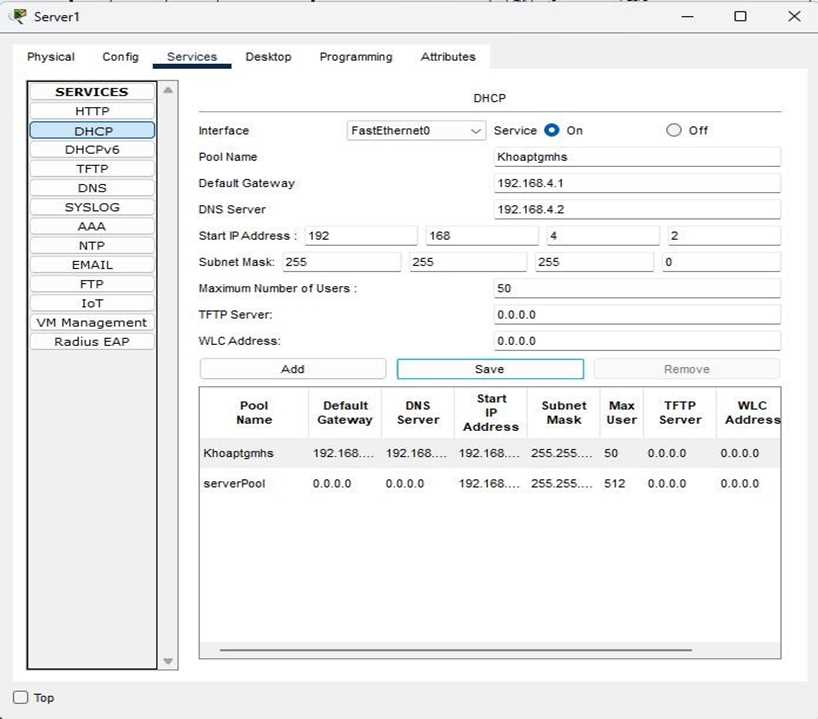 Server1
Physical Config Services Desktop Programming Attributes
SERVICES
HTTP
DHCP
DHCPv6
TFTP
DNS
SYSLOG
AAA
NTP
EMAIL
FTP
IoT
VM Management
Radius EAP
DHCP
Interface FastEthernet0 Service On Off
Pool Name Khoaptgmhs
Default Gateway 192.168.4.1
DNS Server 192.168.4.2
Start IP Address : 192 168 4 2
Subnet Mask: 255 255 255 0
Maximum Number of Users : 50
TFTP Server: 0.0.0.0
WLC Address: 0.0.0.0
Add Save Remove
Pool Name Default Gateway DNS Server Start IP Address Subnet Mask Max User TFTP Server WLC Address
Khoaptgmhs 192.168.... 192.168.... 192.168.... 255.255.... 50 0.0.0.0 0.0.0.0
serverPool 0.0.0.0 0.0.0.0 192.168.... 255.255.... 512 0.0.0.0 0.0.0.0
Top